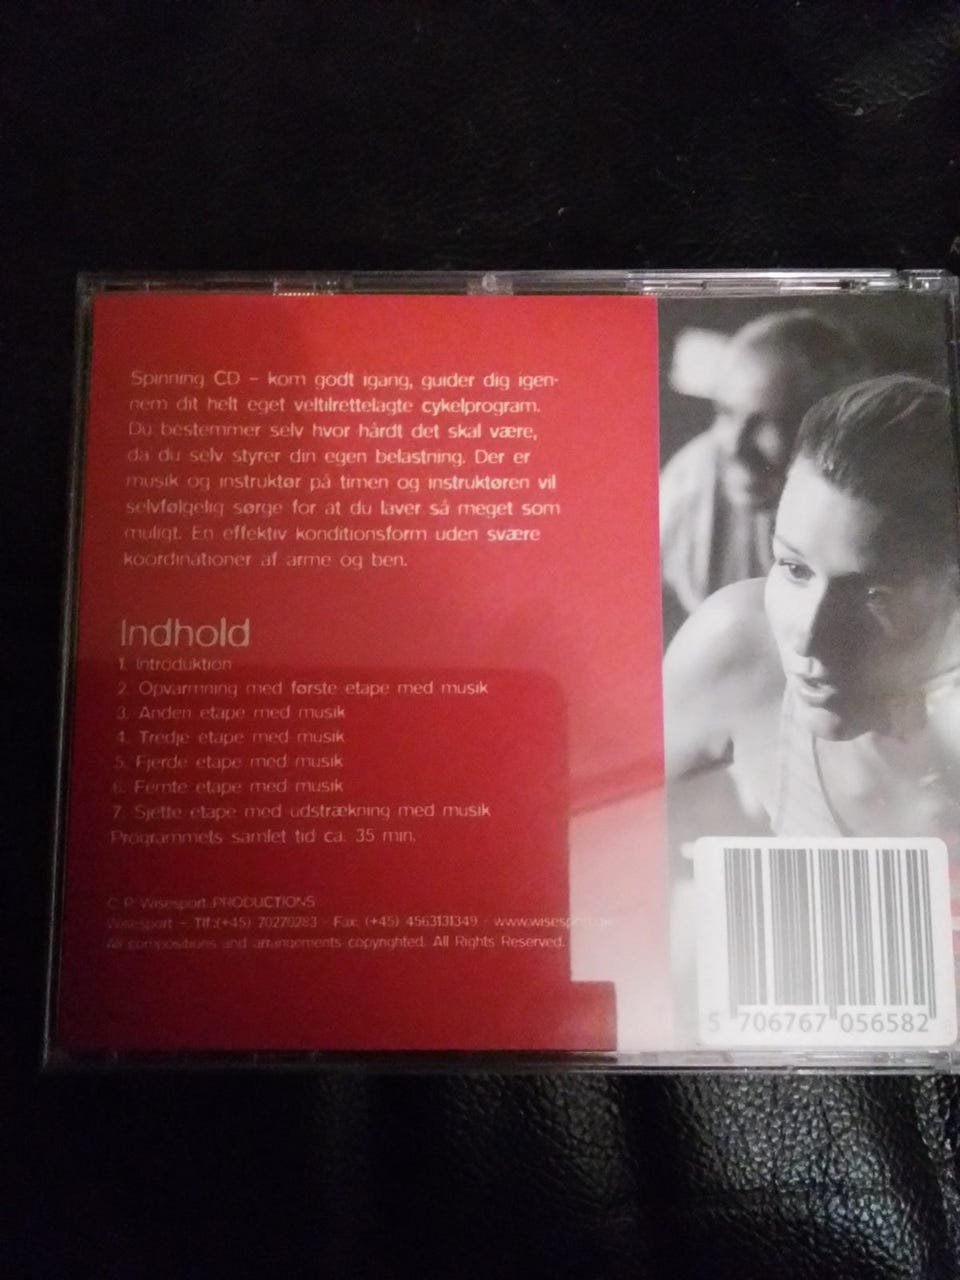 Spinning CD – kom godt igang, guider dig igen-
nem dit helt eget veltilrettelagte cykelprogram.
Du bestemmer selv hvor hårdt det skal være,
da du selv styrer din egen belastning. Der er
musik og instruktør på timen og instruktøren vil
selvfølgelig sørge for at du laver så meget som
muligt. En effektiv konditionsform uden svære
koordinationer af arme og ben.
Indhold
1. Introduktion
2. Opvarmning med første etape med musik
3. Anden etape med musik
4. Tredje etape med musik
5. Fjerde etape med musik
6. Femte etape med musik
7. Sjette etape med udstrækning med musik
Programmets samlet tid ca. 35 min.
C P Wisesport PRODUCTIONS
Wisesport – Tlf.:(+45) 70270283 - Fax: (+45) 4563131349 - www.wisesport.dk
All compositions and arrangements copyrighted. All Rights Reserved.
5 706767 056582